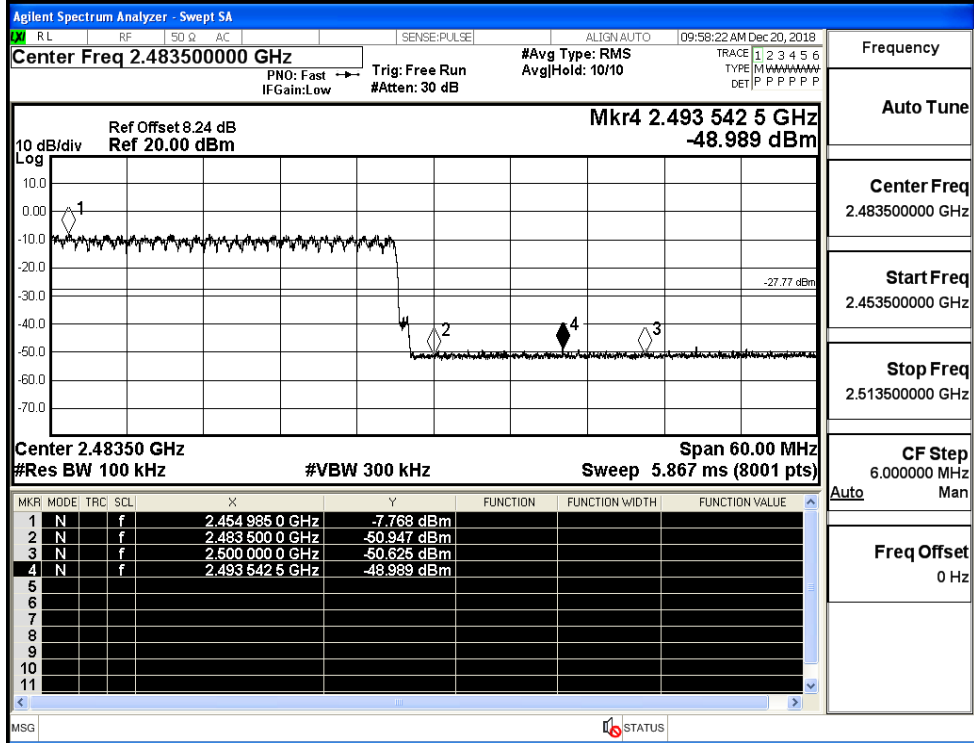 Agilent Spectrum Analyzer - Swept SA
LXI RL RF 50 Ω AC SENSE:PULSE ALIGN AUTO 09:58:22 AM Dec 20, 2018
Center Freq 2.483500000 GHz
PNO: Fast
IFGain:Low
Trig: Free Run
#Atten: 30 dB
#Avg Type: RMS
Avg|Hold: 10/10
TRACE 1 2 3 4 5 6
TYPE M W W W W W
DET P P P P P P
Mkr4 2.493 542 5 GHz
-48.989 dBm
Ref Offset 8.24 dB
10 dB/div Ref 20.00 dBm
Log
10.0
0.00
-10.0
-20.0
-30.0
-40.0
-50.0
-60.0
-70.0
1
2
4
3
-27.77 dBm
Center 2.48350 GHz Span 60.00 MHz
#Res BW 100 kHz #VBW 300 kHz Sweep 5.867 ms (8001 pts)
MKR MODE TRC SCL X Y FUNCTION FUNCTION WIDTH FUNCTION VALUE
1 N f 2.454 985 0 GHz -7.768 dBm
2 N f 2.483 500 0 GHz -50.947 dBm
3 N f 2.500 000 0 GHz -50.625 dBm
4 N f 2.493 542 5 GHz -48.989 dBm
5
6
7
8
9
10
11
MSG STATUS
Frequency
Auto Tune
Center Freq
2.483500000 GHz
Start Freq
2.453500000 GHz
Stop Freq
2.513500000 GHz
CF Step
6.000000 MHz
Auto Man
Freq Offset
0 Hz